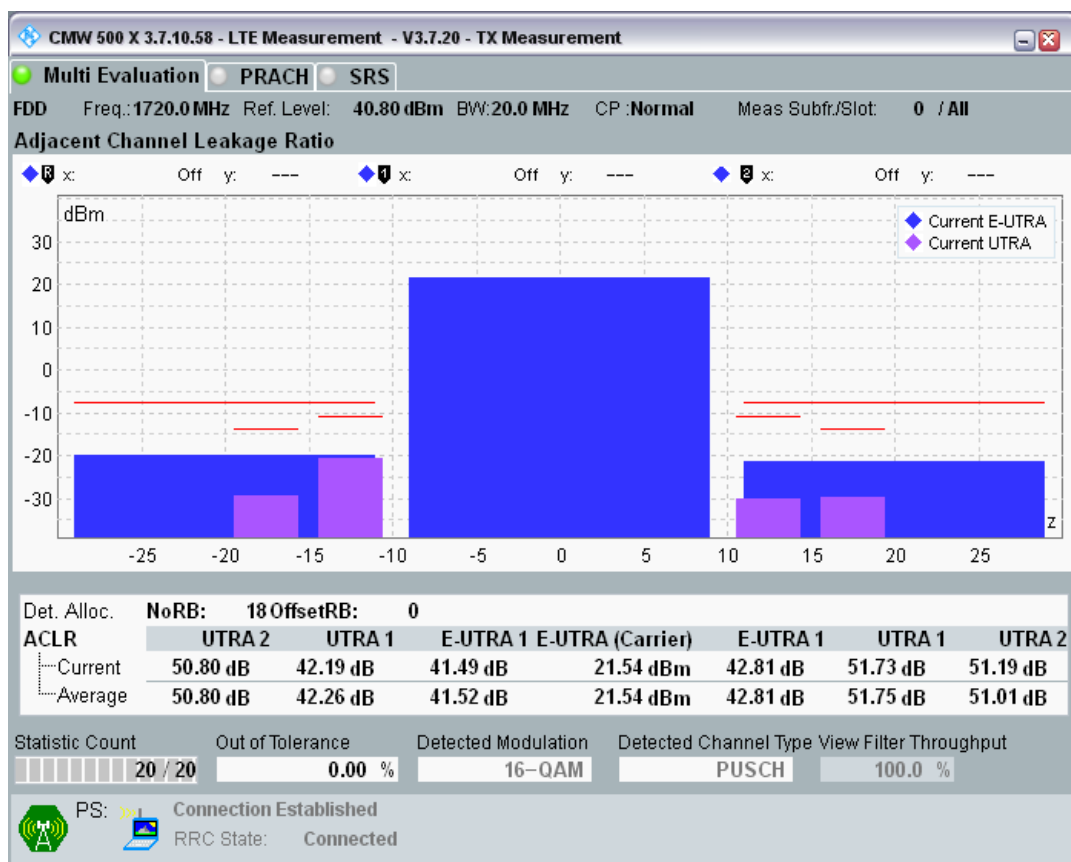 CMW 500 X 3.7.10.58 - LTE Measurement - V3.7.20 - TX Measurement
Multi Evaluation PRACH SRS
FDD Freq.:1720.0 MHz Ref. Level: 40.80 dBm BW:20.0 MHz CP :Normal Meas Subfr./Slot: 0 / All
Adjacent Channel Leakage Ratio
R x: Off y: --- 1 x: Off y: --- 2 x: Off y: ---
dBm
Current E-UTRA
Current UTRA
30
20
10
0
-10
-20
-30
z
-25 -20 -15 -10 -5 0 5 10 15 20 25
Det. Alloc. NoRB: 18 OffsetRB: 0
ACLR UTRA 2 UTRA 1 E-UTRA 1 E-UTRA (Carrier) E-UTRA 1 UTRA 1 UTRA 2
Current 50.80 dB 42.19 dB 41.49 dB 21.54 dBm 42.81 dB 51.73 dB 51.19 dB
Average 50.80 dB 42.26 dB 41.52 dB 21.54 dBm 42.81 dB 51.75 dB 51.01 dB
Statistic Count Out of Tolerance Detected Modulation Detected Channel Type View Filter Throughput
20 / 20 0.00 % 16-QAM PUSCH 100.0 %
PS: Connection Established
RRC State: Connected